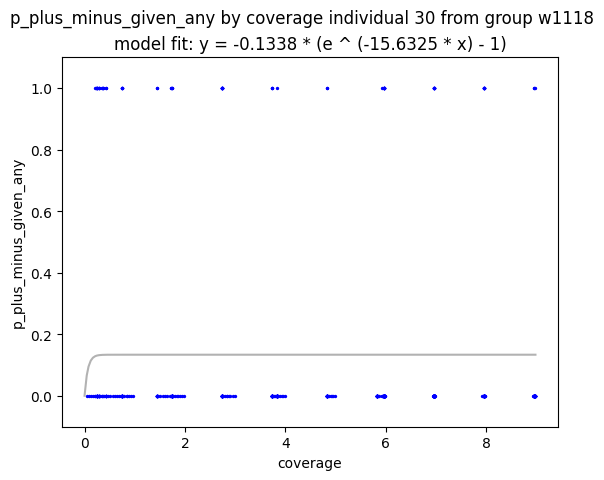 p_plus_minus_given_any by coverage individual 30 from group w1118
model fit: y = -0.1338 * (e ^ (-15.6325 * x) - 1)
1.0
0.8
0.6
0.4
0.2
0.0
p_plus_minus_given_any
0 2 4 6 8
coverage